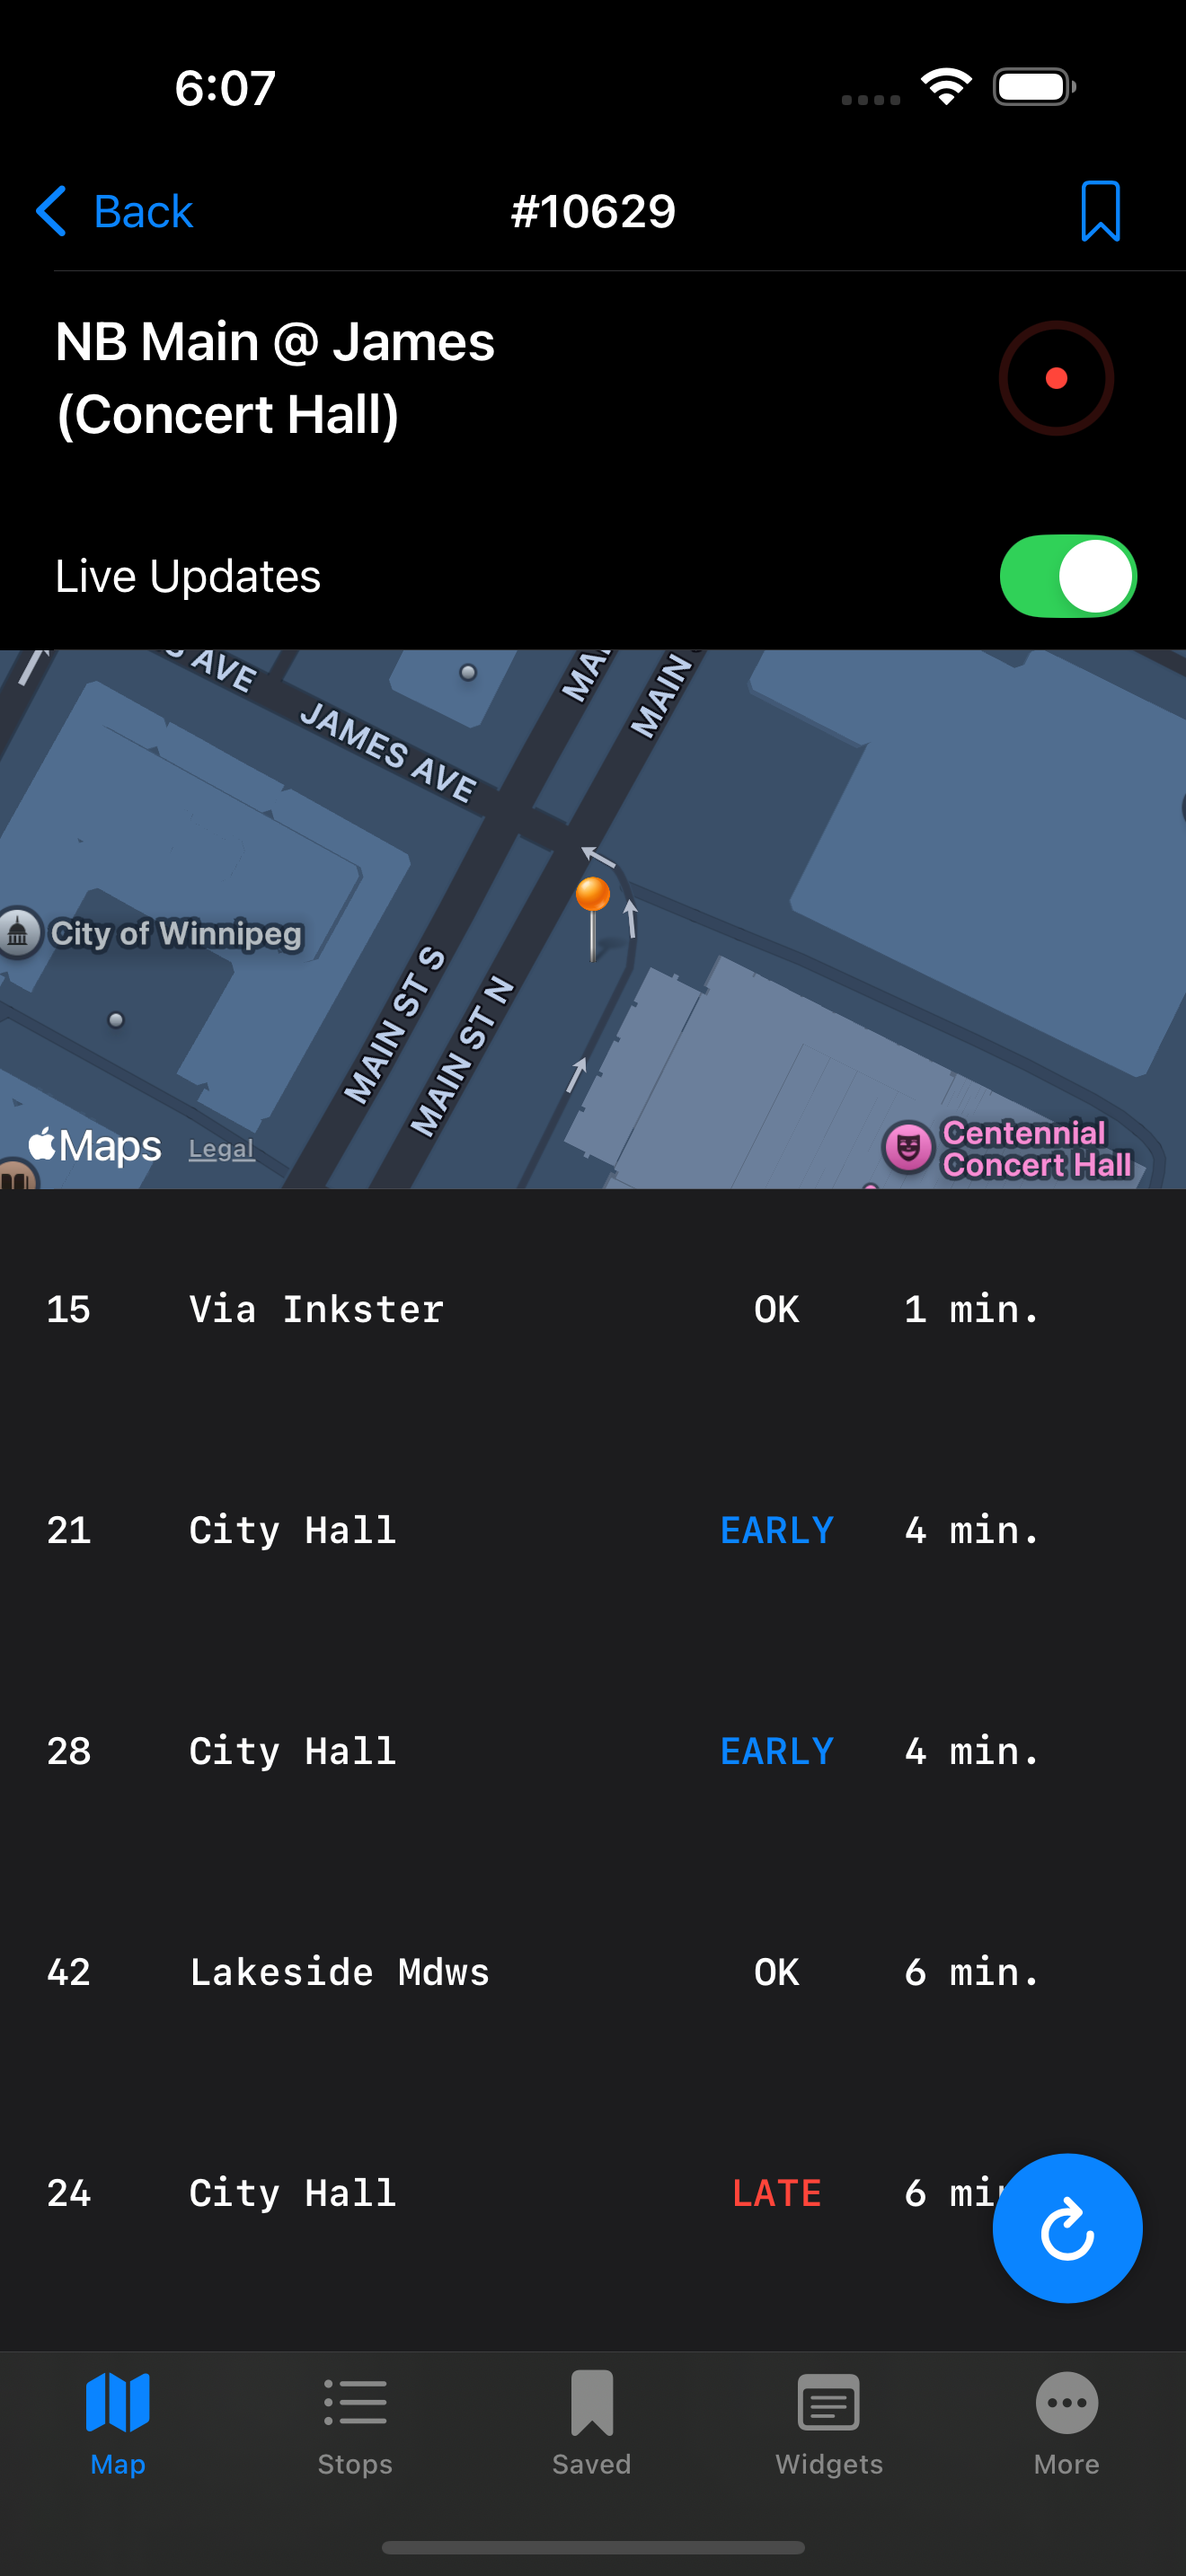 6:07
Back
#10629
NB Main @ James
(Concert Hall)
Live Updates
AVE
JAMES AVE
MAIN
City of Winnipeg
MAIN ST S
MAIN ST N
Maps
Legal
Centennial
Concert Hall
15 Via Inkster OK 1 min.
21 City Hall EARLY 4 min.
28 City Hall EARLY 4 min.
42 Lakeside Mdws OK 6 min.
24 City Hall LATE 6
Map
Stops
Saved
Widgets
More